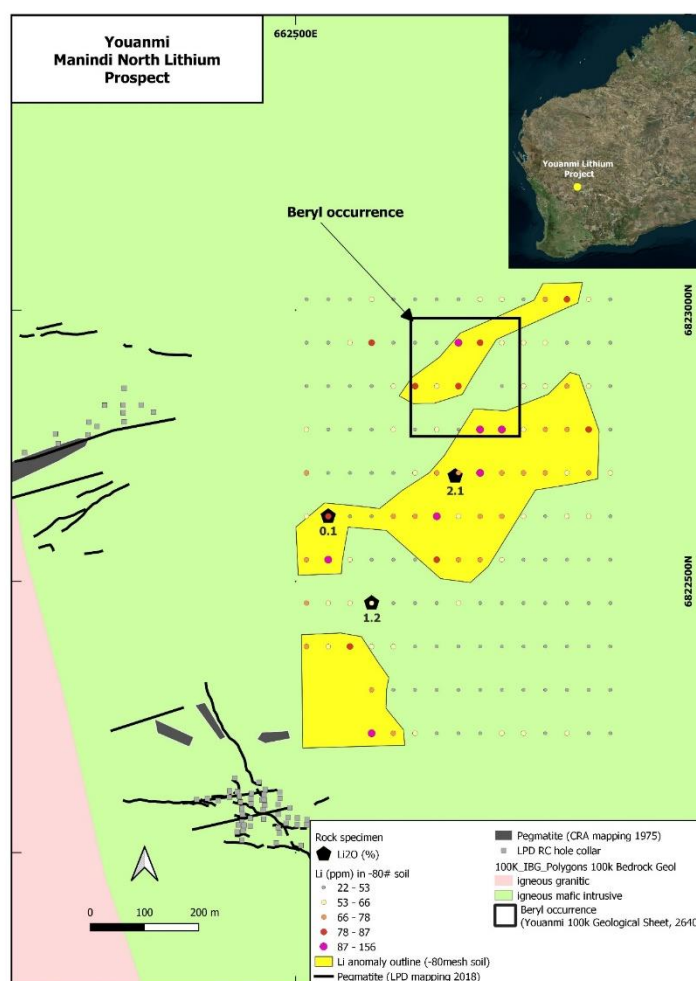 Youanmi
Manindi North Lithium
Prospect
662500E
Youanmi Lithium
Project
Beryl occurrence
6823000N
2.1
0.1
6822500N
1.2
0 100 200 m
Rock specimen
Li2O (%)
Li (ppm) in -80# soil
22 - 53
53 - 66
66 - 78
78 - 87
87 - 156
Li anomaly outline (-80mesh soil)
Pegmatite (LPD mapping 2018)
Pegmatite (CRA mapping 1975)
LPD RC hole collar
100K_IBG_Polygons 100k Bedrock Geol
igneous granitic
igneous mafic intrusive
Beryl occurrence
(Youanmi 100k Geological Sheet, 2640